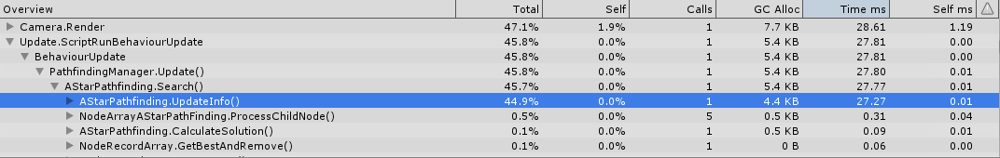 Overview Total Self Calls GC Alloc Time ms Self ms
Camera.Render 47.1% 1.9% 1 7.7 KB 28.61 1.19
Update.ScriptRunBehaviourUpdate 45.8% 0.0% 1 5.4 KB 27.81 0.00
BehaviourUpdate 45.8% 0.0% 1 5.4 KB 27.81 0.00
PathfindingManager.Update() 45.8% 0.0% 1 5.4 KB 27.80 0.01
AStarPathfinding.Search() 45.7% 0.0% 1 5.4 KB 27.77 0.01
AStarPathfinding.UpdateInfo() 44.9% 0.0% 1 4.4 KB 27.27 0.01
NodeArrayAStarPathFinding.ProcessChildNode() 0.5% 0.0% 5 0.5 KB 0.31 0.04
AStarPathfinding.CalculateSolution() 0.1% 0.0% 1 0.5 KB 0.09 0.01
NodeRecordArray.GetBestAndRemove() 0.1% 0.0% 1 0 B 0.06 0.00